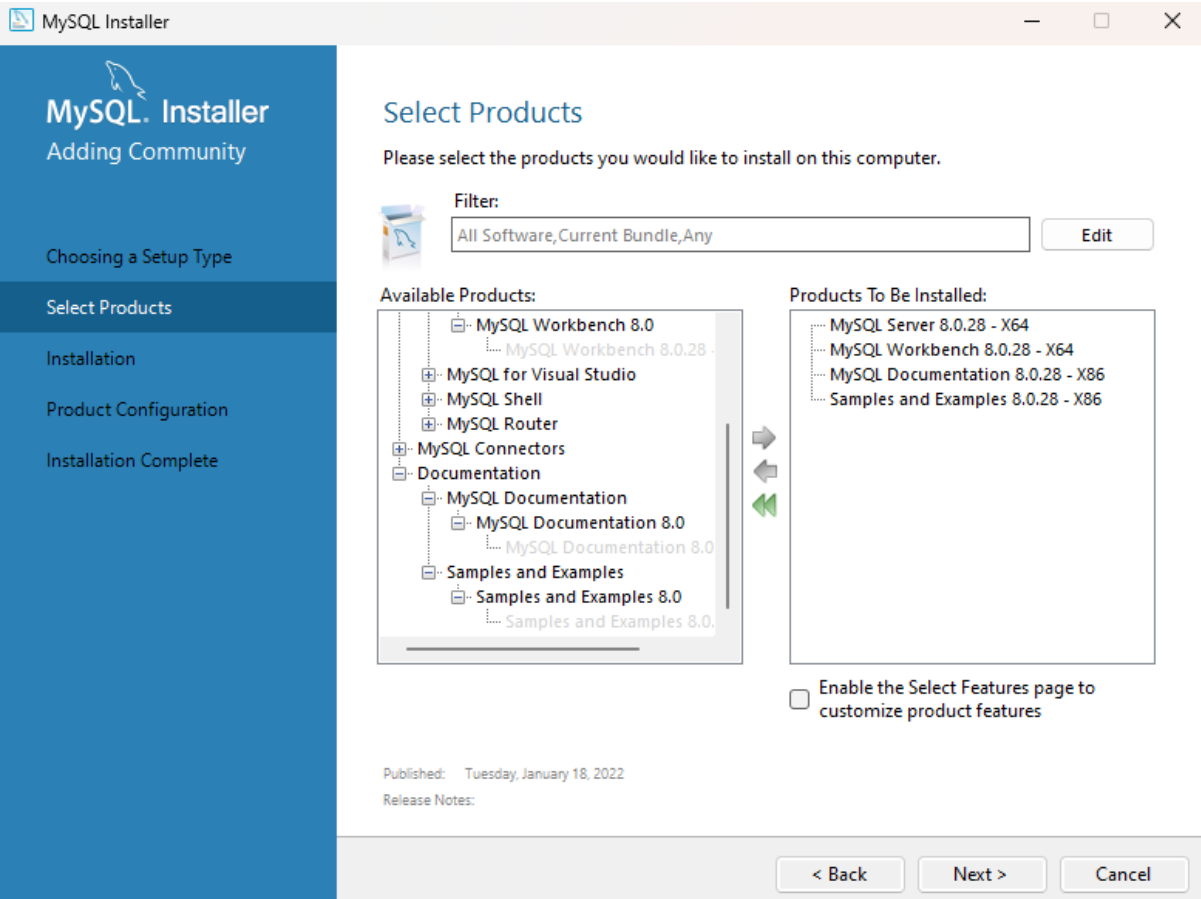 MySQL Installer
MySQL. Installer
Adding Community
Choosing a Setup Type
Select Products
Installation
Product Configuration
Installation Complete
Select Products
Please select the products you would like to install on this computer.
Filter:
All Software,Current Bundle,Any
Edit
Available Products:
MySQL Workbench 8.0
MySQL Workbench 8.0.28 -
MySQL for Visual Studio
MySQL Shell
MySQL Router
MySQL Connectors
Documentation
MySQL Documentation
MySQL Documentation 8.0
MySQL Documentation 8.0
Samples and Examples
Samples and Examples 8.0
Samples and Examples 8.0.
Products To Be Installed:
MySQL Server 8.0.28 - X64
MySQL Workbench 8.0.28 - X64
MySQL Documentation 8.0.28 - X86
Samples and Examples 8.0.28 - X86
Enable the Select Features page to
customize product features
Published: Tuesday, January 18, 2022
Release Notes:
< Back
Next >
Cancel